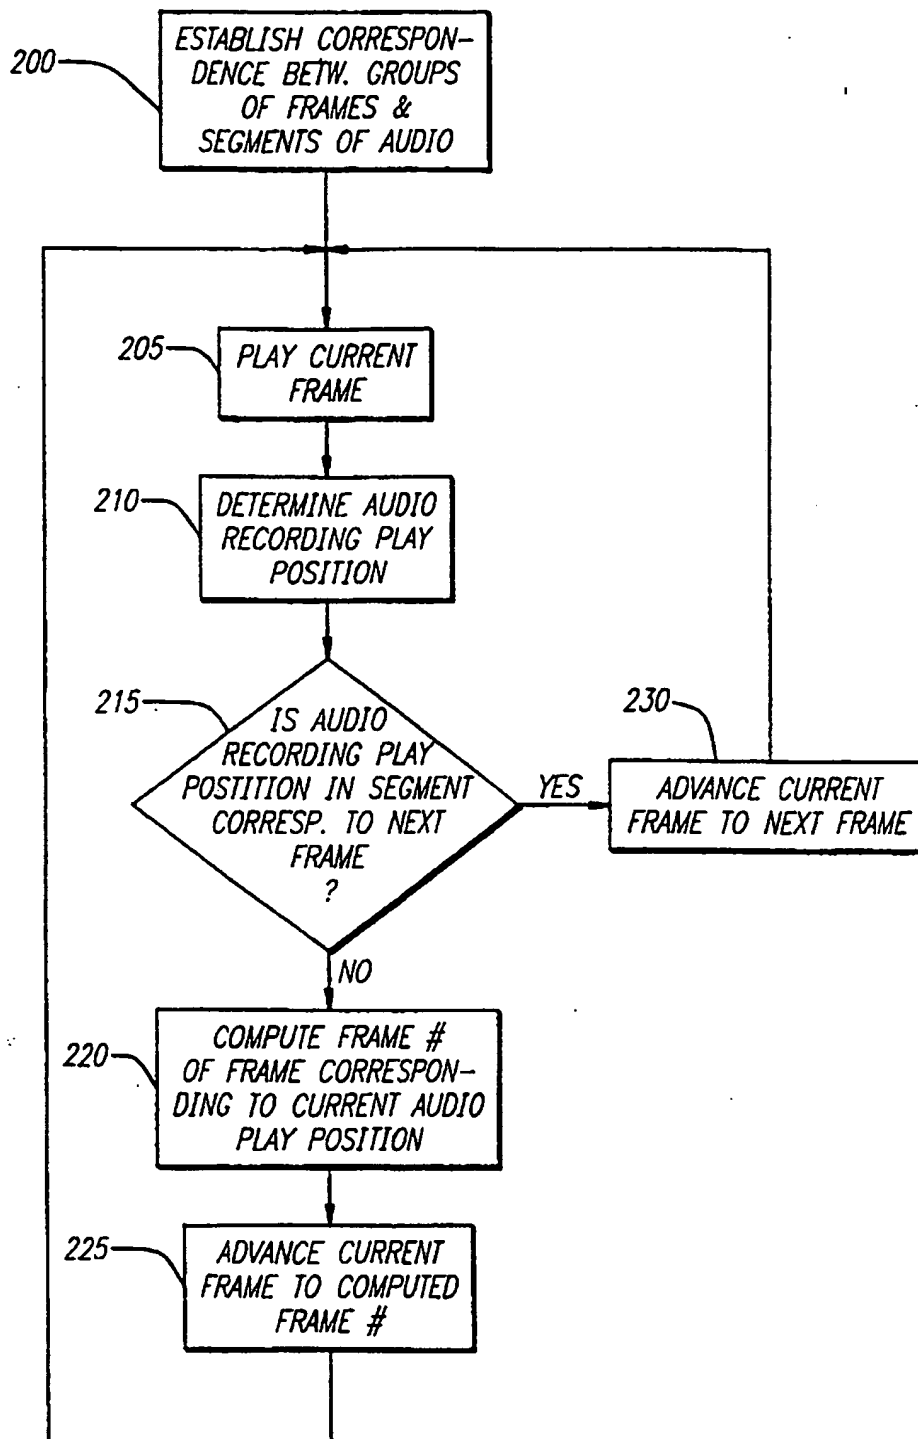 200
ESTABLISH CORRESPON-
DENCE BETW. GROUPS
OF FRAMES &
SEGMENTS OF AUDIO
205
PLAY CURRENT
FRAME
210
DETERMINE AUDIO
RECORDING PLAY
POSITION
215
IS AUDIO
RECORDING PLAY
POSTITION IN SEGMENT
CORRESP. TO NEXT
FRAME
?
YES
230
ADVANCE CURRENT
FRAME TO NEXT FRAME
NO
220
COMPUTE FRAME #
OF FRAME CORRESPON-
DING TO CURRENT AUDIO
PLAY POSITION
225
ADVANCE CURRENT
FRAME TO COMPUTED
FRAME #